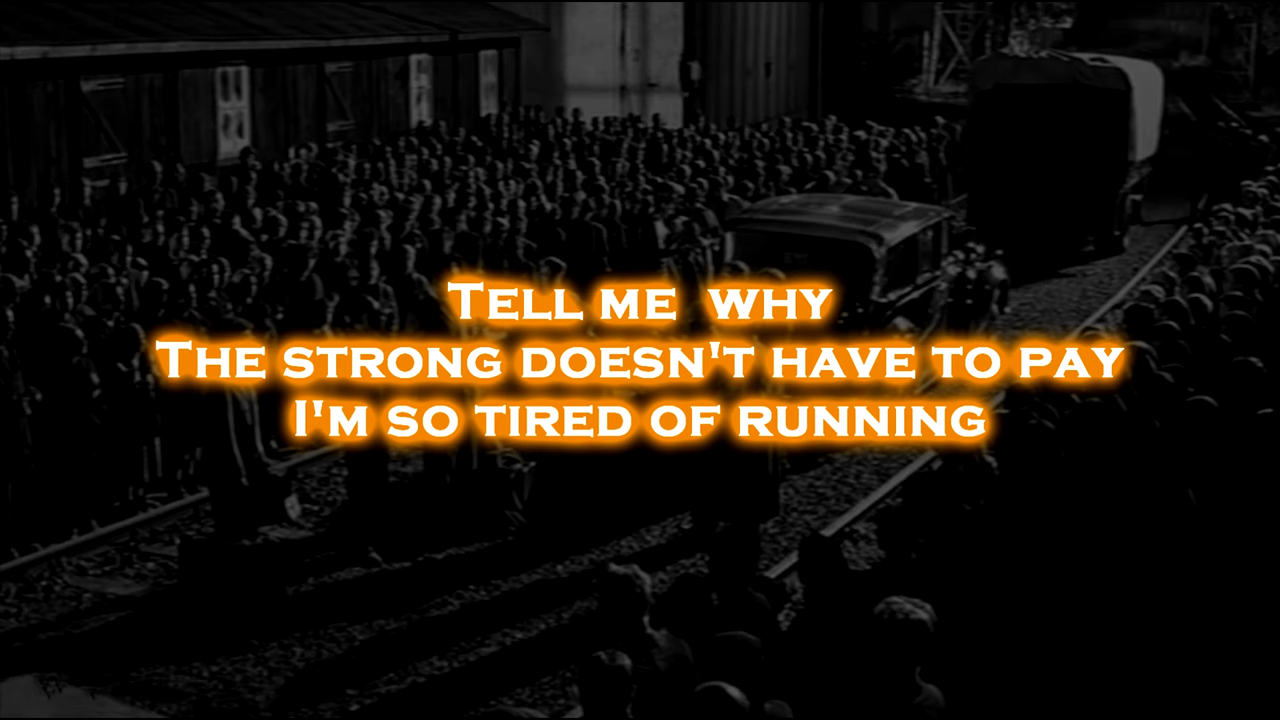 Tell me why
The strong doesn't have to pay
I'm so tired of running